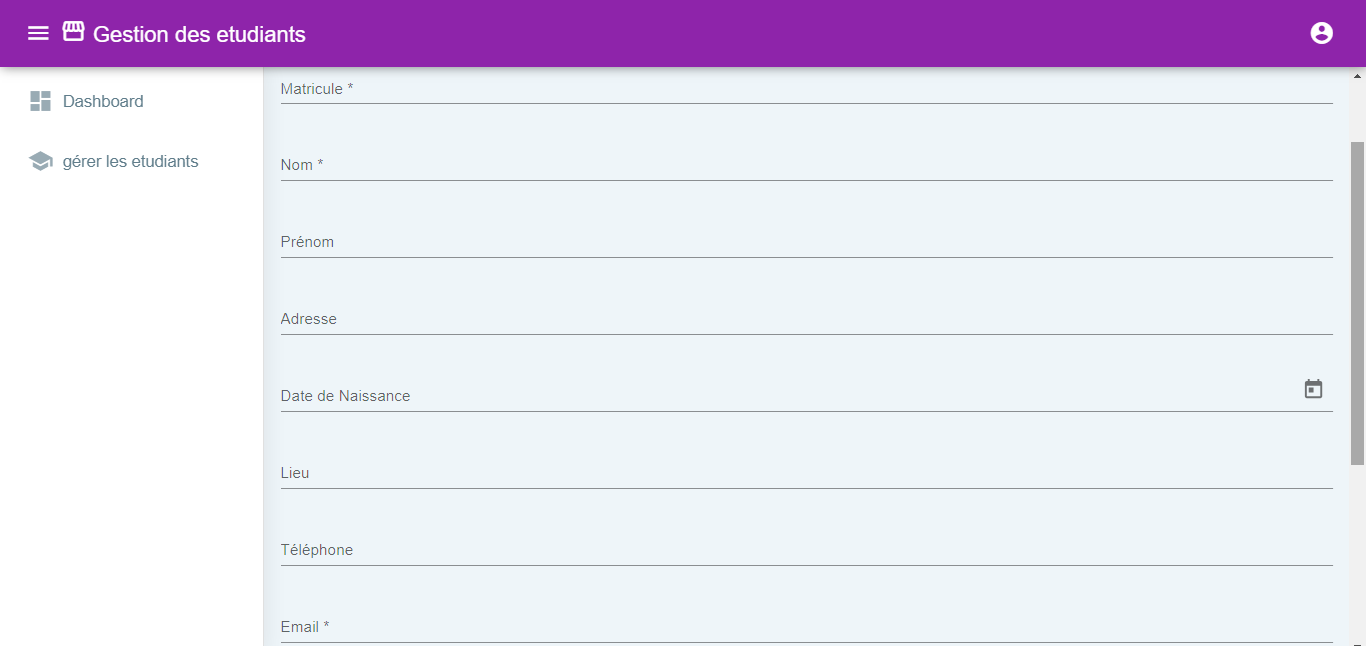 Gestion des etudiants
Dashboard
gérer les etudiants
Matricule *
Nom *
Prénom
Adresse
Date de Naissance
Lieu
Téléphone
Email *